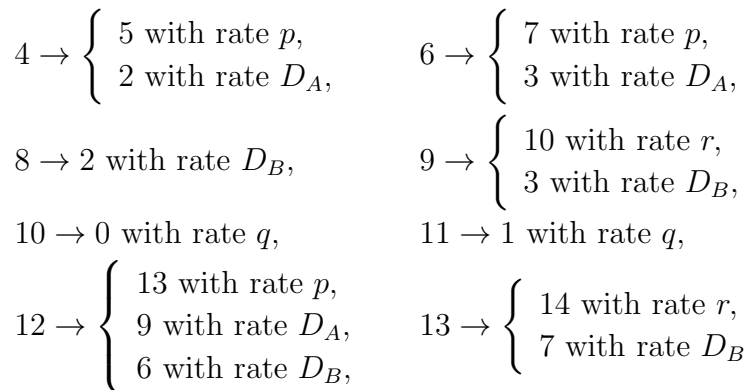 4 → { 5 with rate p, 2 with rate D_A,
6 → { 7 with rate p, 3 with rate D_A,
8 → 2 with rate D_B,
9 → { 10 with rate r, 3 with rate D_B,
10 → 0 with rate q,
11 → 1 with rate q,
12 → { 13 with rate p, 9 with rate D_A, 6 with rate D_B,
13 → { 14 with rate r, 7 with rate D_B